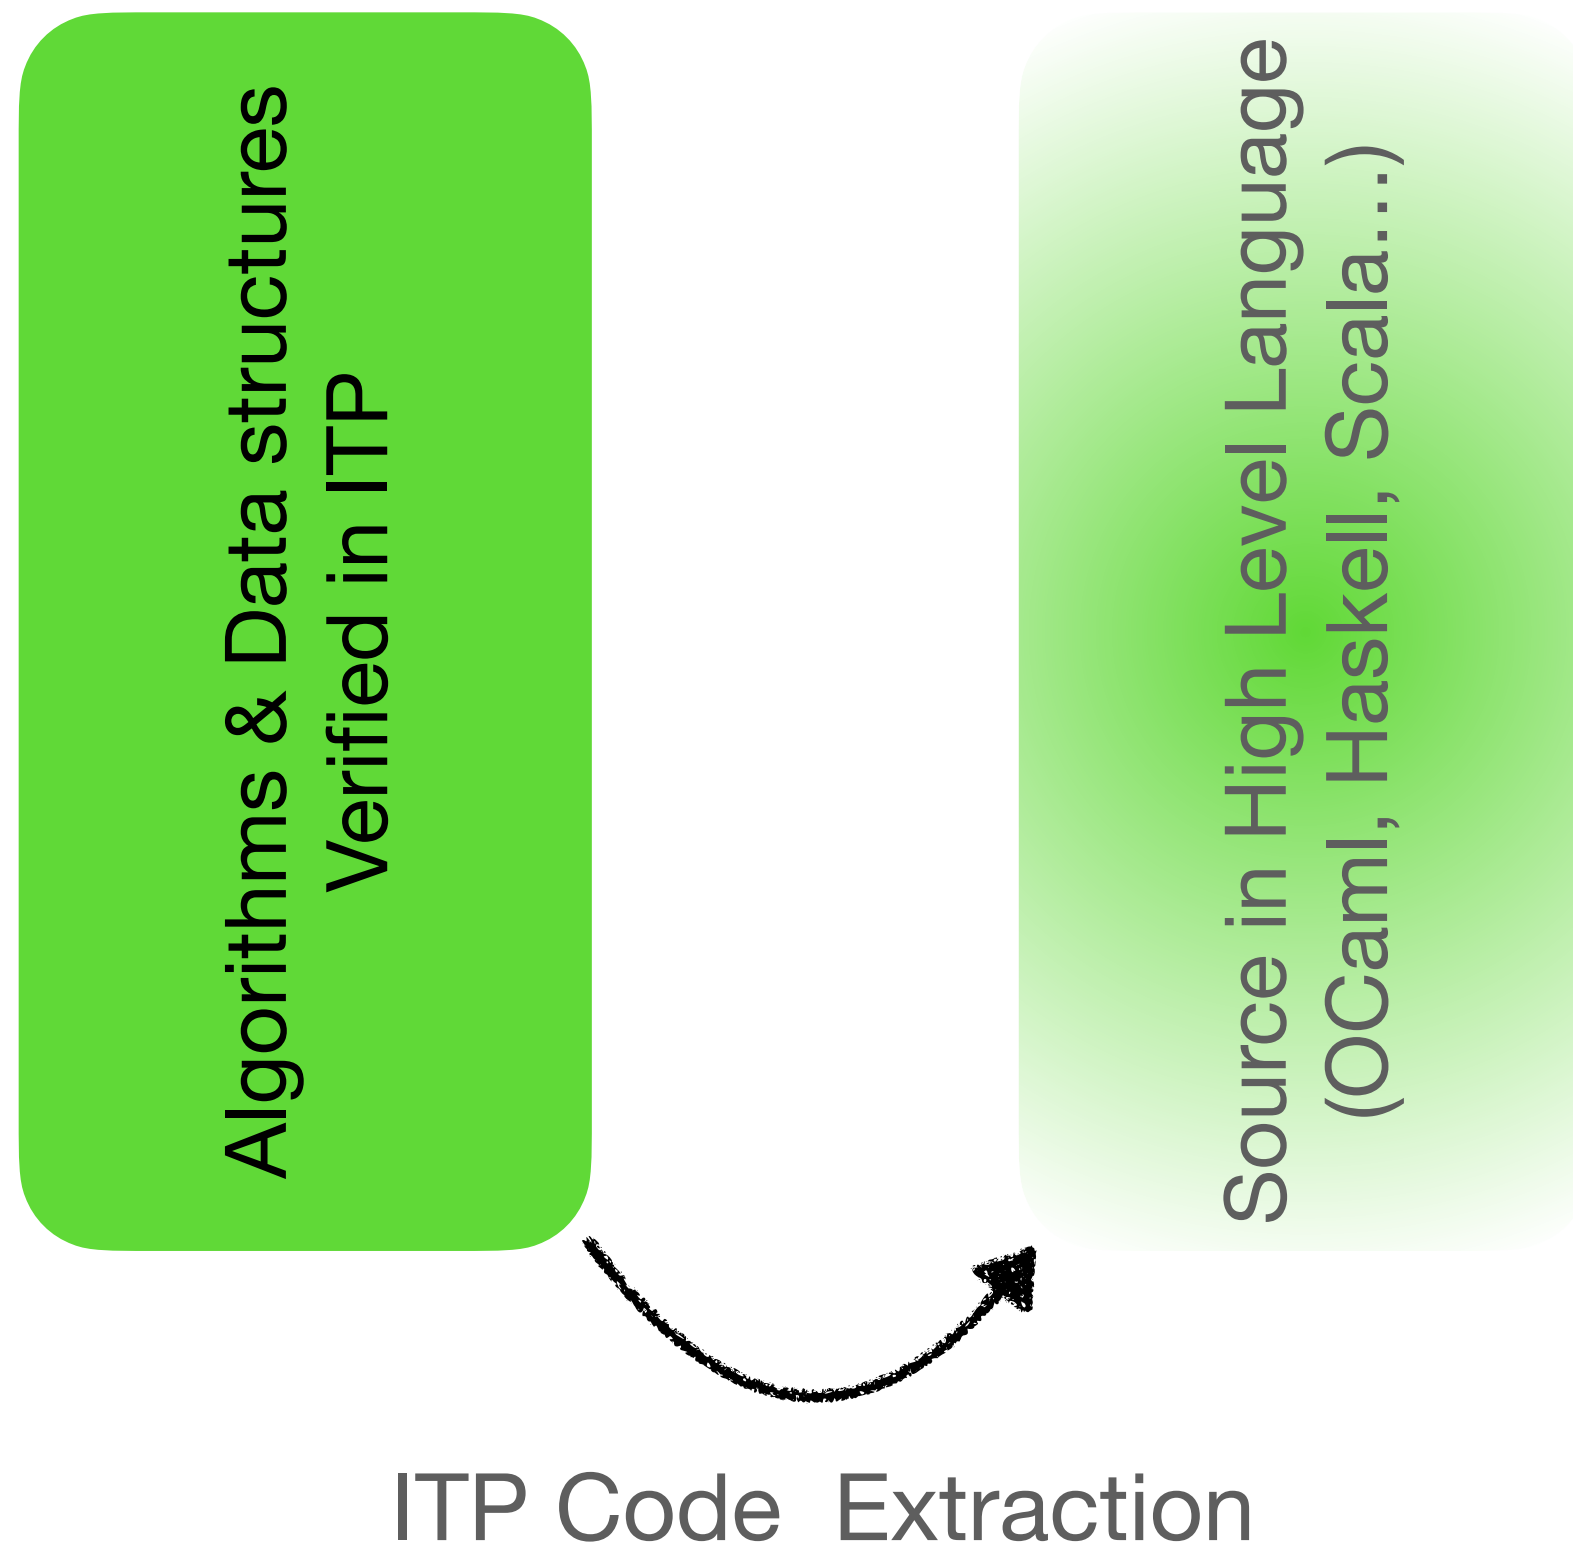 Algorithms & Data structures
Verified in ITP
Source in High Level Language
(OCaml, Haskell, Scala…)
ITP Code  Extraction